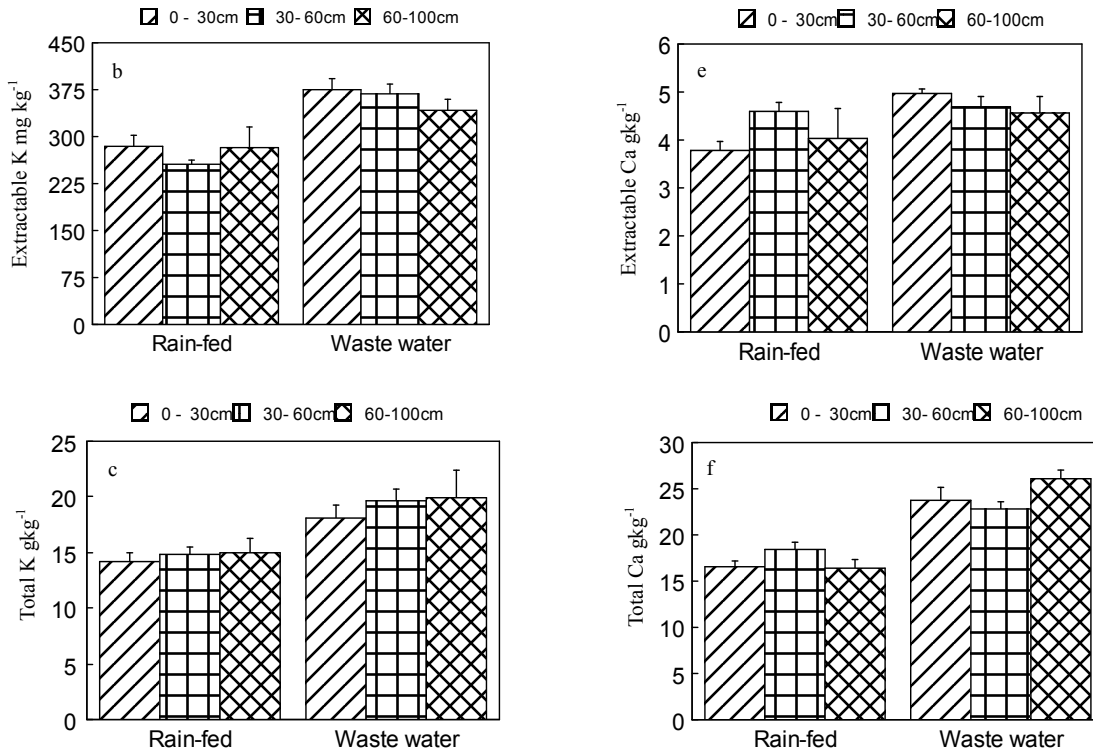 0 - 30cm 30- 60cm 60-100cm
b
Extractable K mg kg-1
450
375
300
225
150
75
0
Rain-fed Waste water
0 - 30cm 30- 60cm 60-100cm
e
Extractable Ca gkg-1
6
5
4
3
2
1
0
Rain-fed Waste water
0 - 30cm 30- 60cm 60-100cm
c
Total K gkg-1
25
20
15
10
5
0
Rain-fed Waste water
0 - 30cm 30- 60cm 60-100cm
f
Total Ca gkg-1
30
25
20
15
10
5
0
Rain-fed Waste water